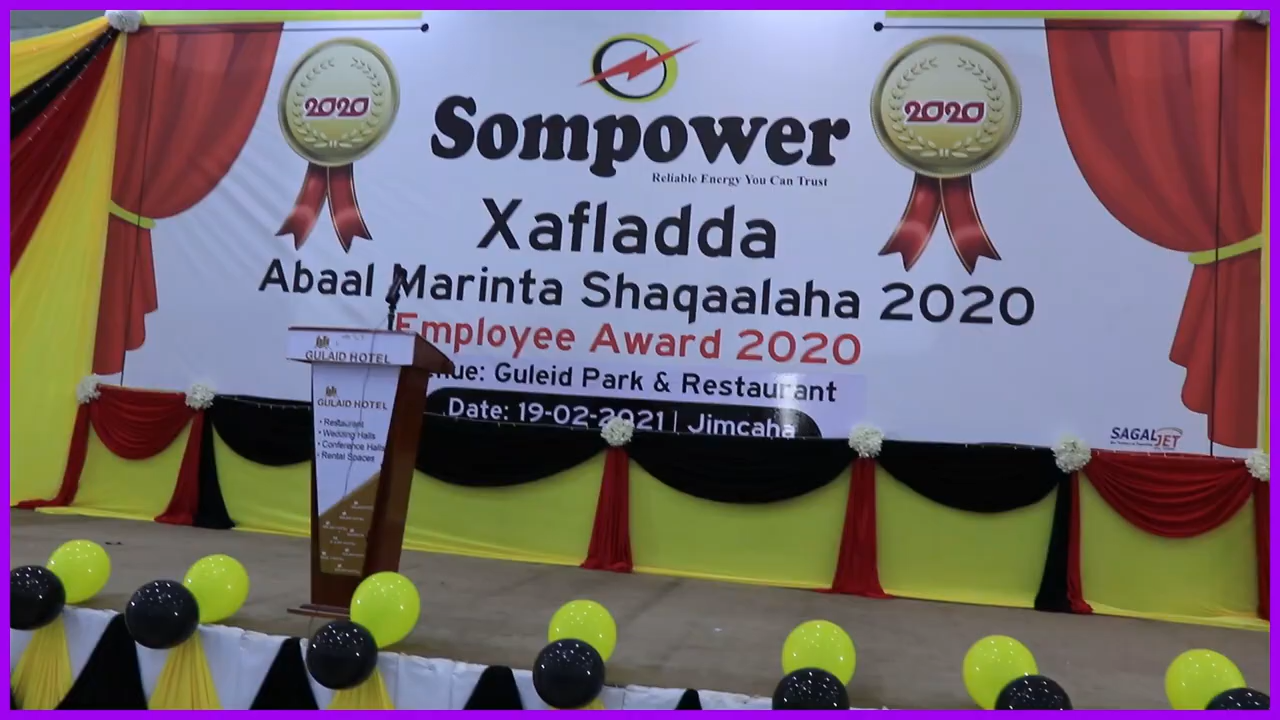 2020
2020
Sompower
Reliable Energy You Can Trust
Xafladda
Abaal Marinta Shaqaalaha 2020
Employee Award 2020
Guleid Park & Restaurant
Date: 19-02-2021 | Jimcaha
GULAID HOTEL
GULAID HOTEL
• Restaurant
• Wedding Halls
• Conference Halls
• Rental Spaces
SAGALJET